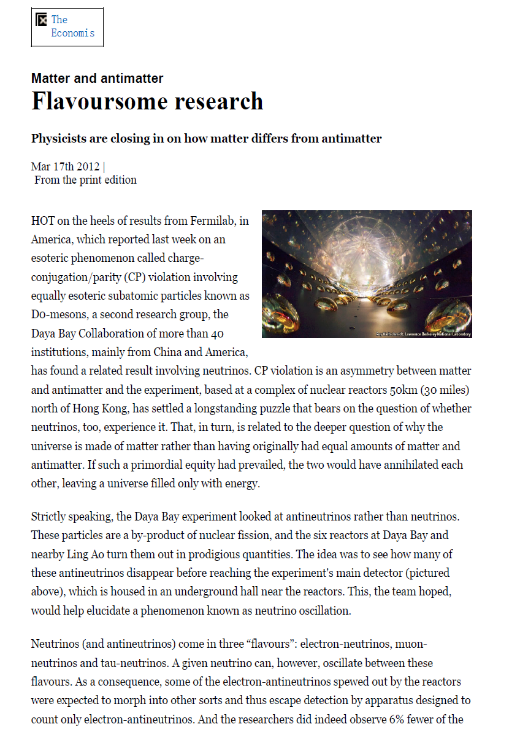 The
Economis
Matter and antimatter
Flavoursome research
Physicists are closing in on how matter differs from antimatter
Mar 17th 2012 |
From the print edition
HOT on the heels of results from Fermilab, in
America, which reported last week on an
esoteric phenomenon called charge-
conjugation/parity (CP) violation involving
equally esoteric subatomic particles known as
D0-mesons, a second research group, the
Daya Bay Collaboration of more than 40
institutions, mainly from China and America,
has found a related result involving neutrinos. CP violation is an asymmetry between matter
and antimatter and the experiment, based at a complex of nuclear reactors 50km (30 miles)
north of Hong Kong, has settled a longstanding puzzle that bears on the question of whether
neutrinos, too, experience it. That, in turn, is related to the deeper question of why the
universe is made of matter rather than having originally had equal amounts of matter and
antimatter. If such a primordial equity had prevailed, the two would have annihilated each
other, leaving a universe filled only with energy.
Strictly speaking, the Daya Bay experiment looked at antineutrinos rather than neutrinos.
These particles are a by-product of nuclear fission, and the six reactors at Daya Bay and
nearby Ling Ao turn them out in prodigious quantities. The idea was to see how many of
these antineutrinos disappear before reaching the experiment's main detector (pictured
above), which is housed in an underground hall near the reactors. This, the team hoped,
would help elucidate a phenomenon known as neutrino oscillation.
Neutrinos (and antineutrinos) come in three “flavours”: electron-neutrinos, muon-
neutrinos and tau-neutrinos. A given neutrino can, however, oscillate between these
flavours. As a consequence, some of the electron-antineutrinos spewed out by the reactors
were expected to morph into other sorts and thus escape detection by apparatus designed to
count only electron-antineutrinos. And the researchers did indeed observe 6% fewer of the